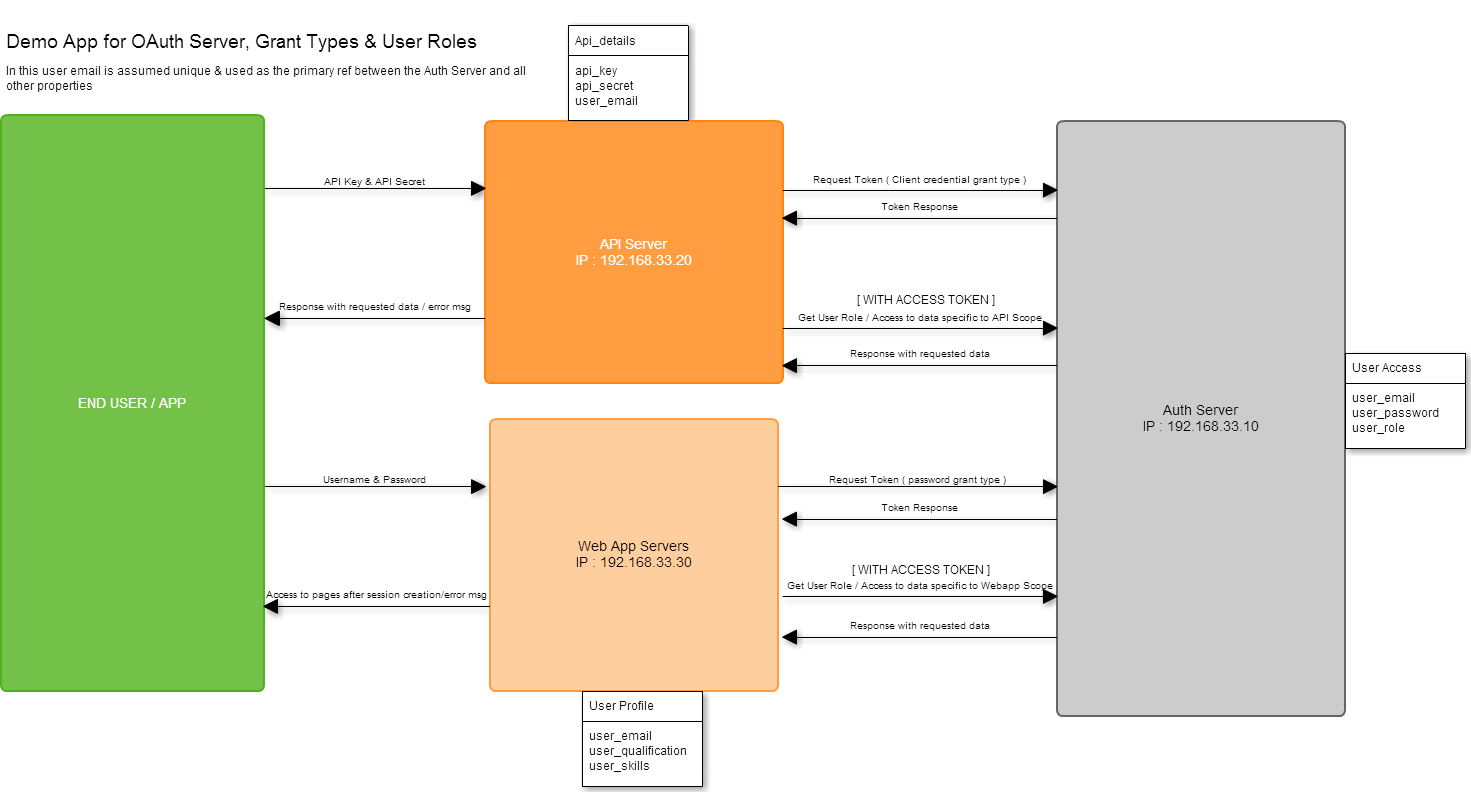 Demo App for OAuth Server, Grant Types & User Roles
In this user email is assumed unique & used as the primary ref between the Auth Server and all
other properties
Api_details
api_key
api_secret
user_email
API Key & API Secret
Request Token ( Client credential grant type )
Token Response
API Server
IP : 192.168.33.20
[ WITH ACCESS TOKEN ]
Response with requested data / error msg
Get User Role / Access to data specific to API Scope
Response with requested data
User Access
user_email
user_password
user_role
END USER / APP
Auth Server
IP : 192.168.33.10
Username & Password
Request Token ( password grant type )
Token Response
Web App Servers
IP : 192.168.33.30
[ WITH ACCESS TOKEN ]
Get User Role / Access to data specific to Webapp Scope
Access to pages after session creation/error msg
Response with requested data
User Profile
user_email
user_qualification
user_skills